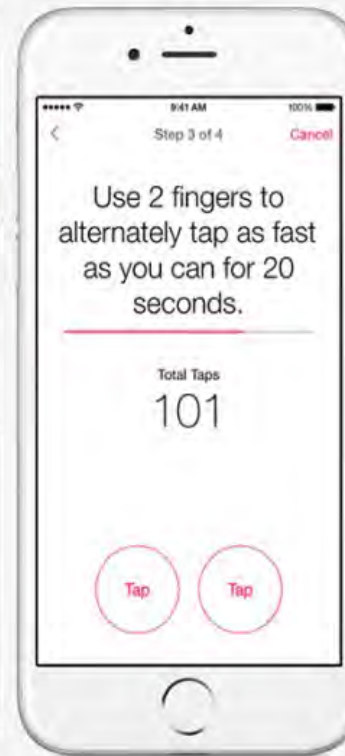 9:41 AM
100%
Step 3 of 4
Cancel
Use 2 fingers to
alternately tap as fast
as you can for 20
seconds.
Total Taps
101
Tap
Tap